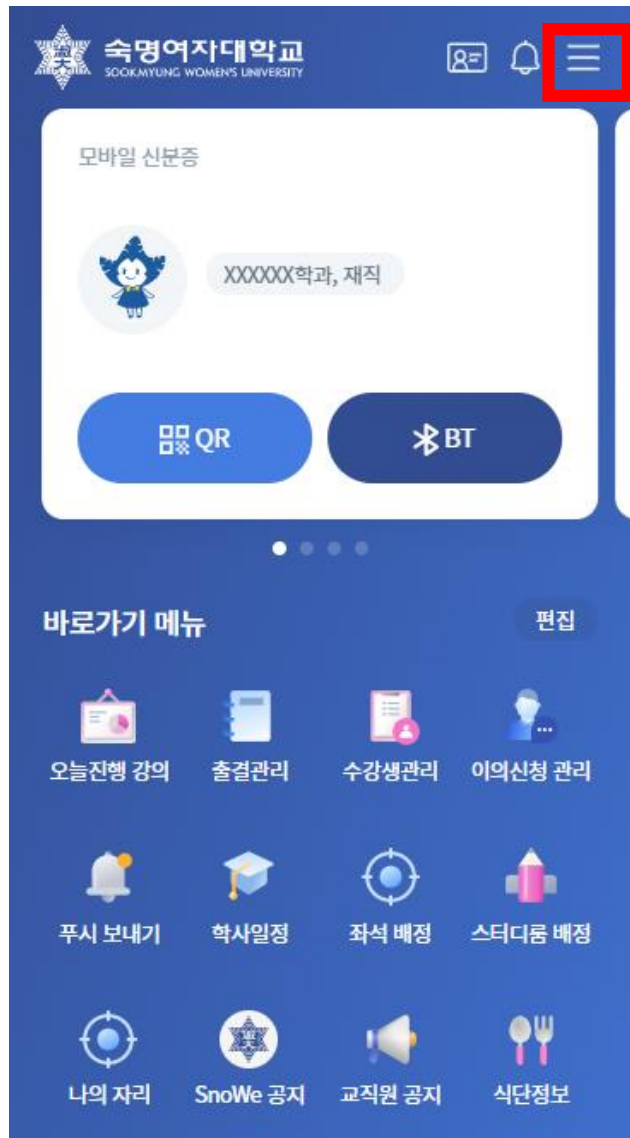 숙명여자대학교
SOOKMYUNG WOMEN'S UNIVERSITY
모바일 신분증
XXXXXX학과, 재직
QR
BT
바로가기 메뉴
편집
오늘진행 강의 출결관리 수강생관리 이의신청 관리
푸시 보내기 학사일정 좌석 배정 스터디룸 배정
나의 자리 SnoWe 공지 교직원 공지 식단정보